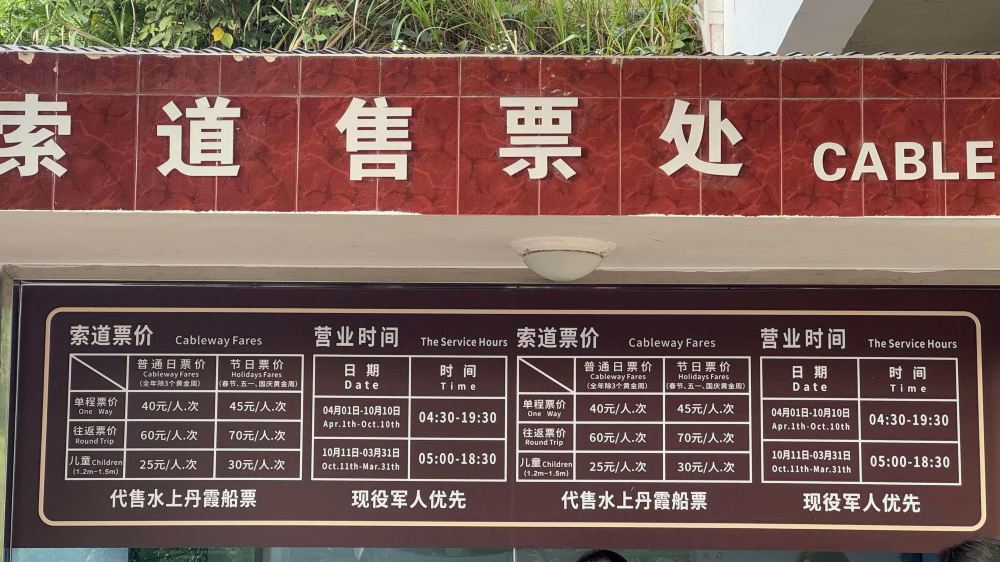 索道售票处 CABLE
索道票价 Cableway Fares
普通日票价 节日票价
Cableway Fares Holidays Fares
(全年除3个黄金周) (春节、五一、国庆黄金周)
单程票价 40元/人.次 45元/人.次
One Way
往返票价 60元/人.次 70元/人.次
Round Trip
儿童Children 25元/人.次 30元/人.次
(1.2m-1.5m)
代售水上丹霞船票
营业时间 The Service Hours
日期 时间
Date Time
04月01日-10月10日 04:30-19:30
Apr.1th-Oct.10th
10月11日-03月31日 05:00-18:30
Oct.11th-Mar.31th
现役军人优先
索道票价 Cableway Fares
普通日票价 节日票价
Cableway Fares Holidays Fares
(全年除3个黄金周) (春节、五一、国庆黄金周)
单程票价 40元/人.次 45元/人.次
One Way
往返票价 60元/人.次 70元/人.次
Round Trip
儿童Children 25元/人.次 30元/人.次
(1.2m-1.5m)
代售水上丹霞船票
营业时间 The Service Hours
日期 时间
Date Time
04月01日-10月10日 04:30-19:30
Apr.1th-Oct.10th
10月11日-03月31日 05:00-18:30
Oct.11th-Mar.31th
现役军人优先